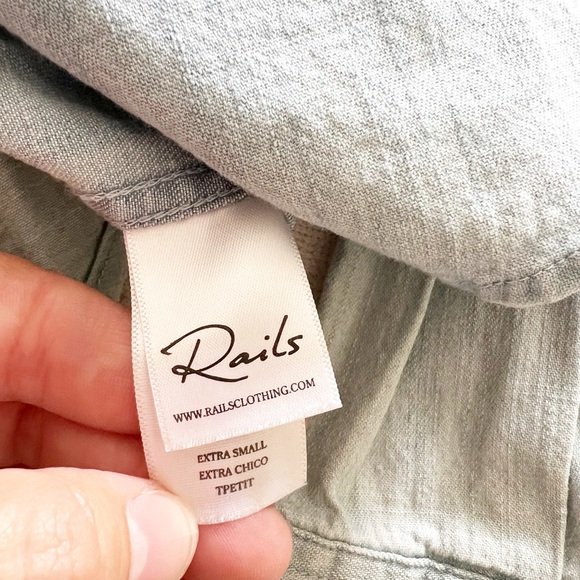 Rails
WWW.RAILSCLOTHING.COM
EXTRA SMALL
EXTRA CHICO
TPETIT